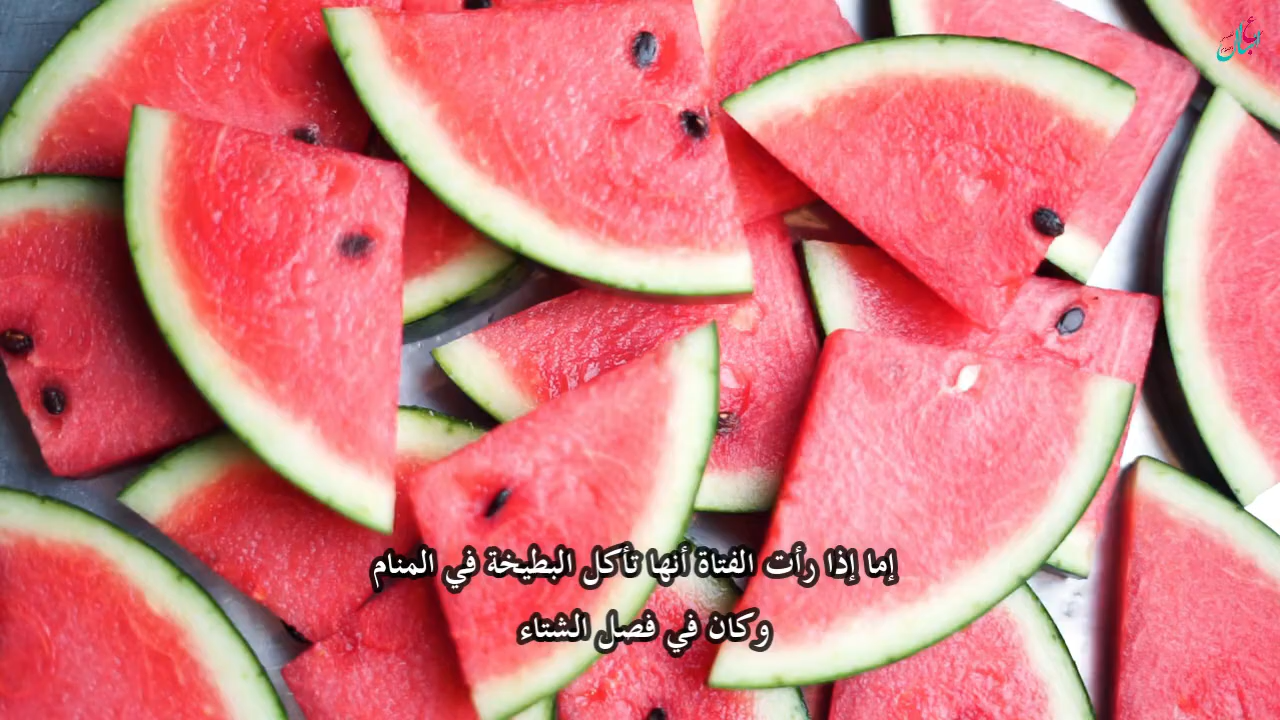 إما إذا رأت الفتاة أنها تأكل البطيخة في المنام
وكان في فصل الشتاء